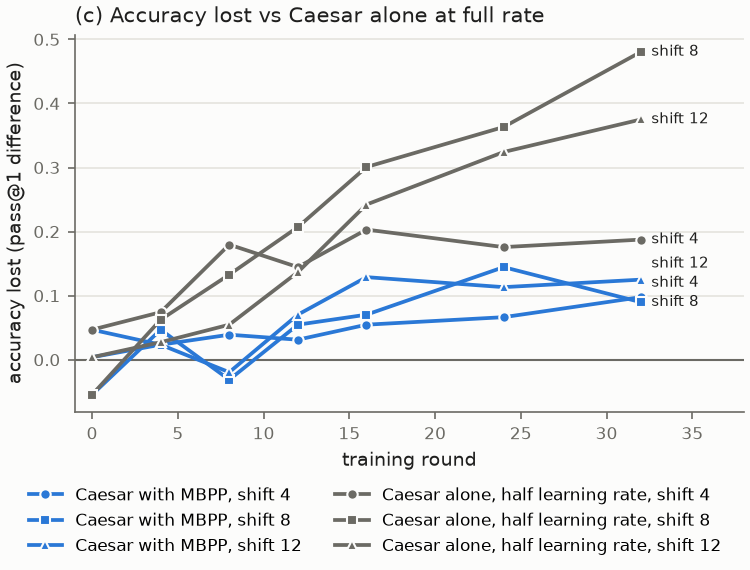 (c) Accuracy lost vs Caesar alone at full rate
accuracy lost (pass@1 difference)
0.5
0.4
0.3
0.2
0.1
0.0
shift 8
shift 12
shift 4
shift 12
shift 4
shift 8
0 5 10 15 20 25 30 35
training round
Caesar with MBPP, shift 4
Caesar with MBPP, shift 8
Caesar with MBPP, shift 12
Caesar alone, half learning rate, shift 4
Caesar alone, half learning rate, shift 8
Caesar alone, half learning rate, shift 12